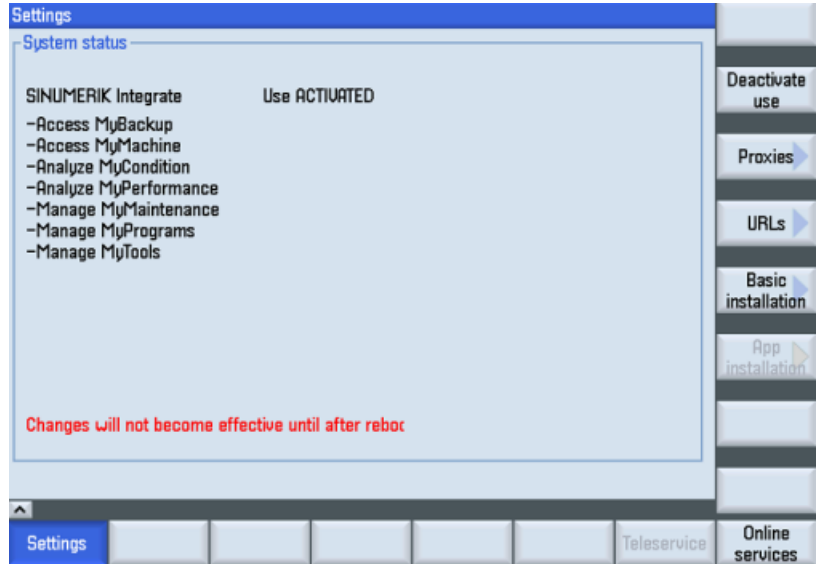 Settings
System status
SINUMERIK Integrate Use ACTIVATED
-Access MyBackup
-Access MyMachine
-Analyze MyCondition
-Analyze MyPerformance
-Manage MyMaintenance
-Manage MyPrograms
-Manage MyTools
Changes will not become effective until after reboo
Deactivate
use
Proxies
URLs
Basic
installation
App
installation
Settings
Teleservice
Online
services